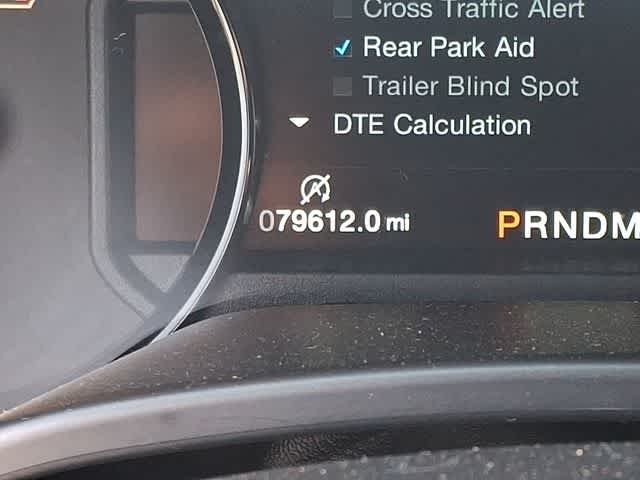 Cross Traffic Alert
Rear Park Aid
Trailer Blind Spot
DTE Calculation
A
079612.0 mi
PRNDM